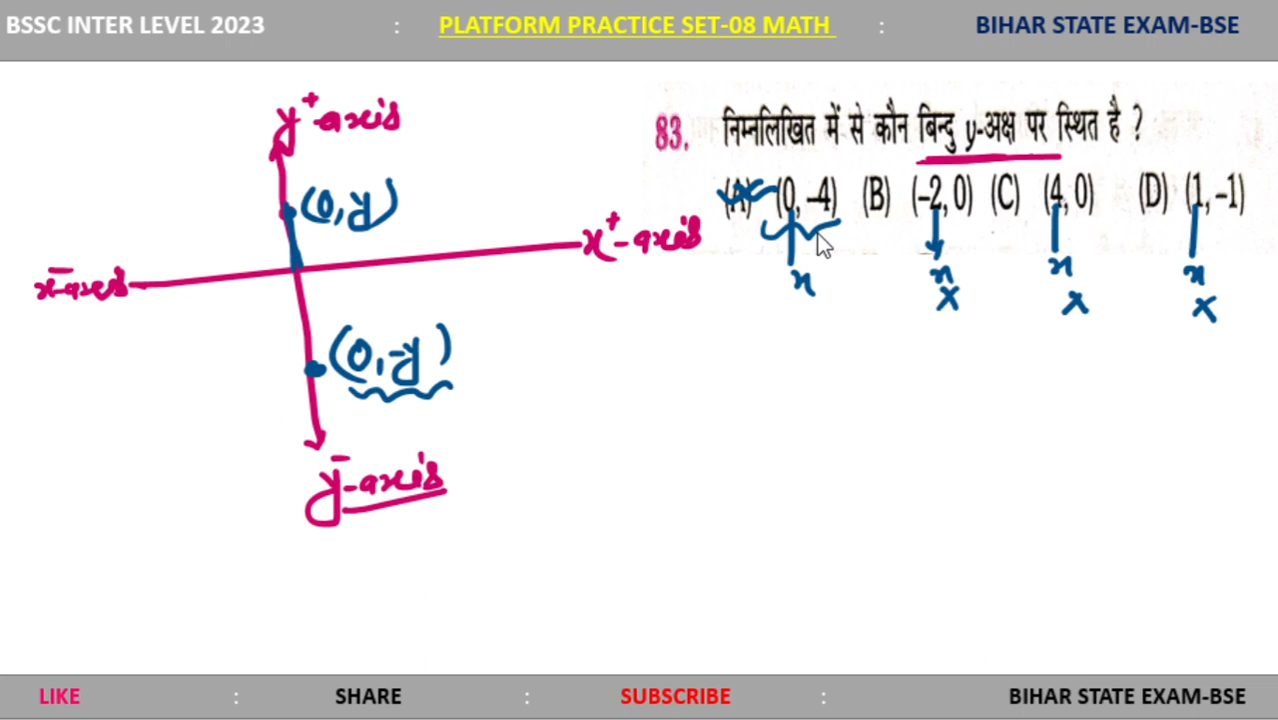 BSSC INTER LEVEL 2023 : PLATFORM PRACTICE SET-08 MATH : BIHAR STATE EXAM-BSE
y+-axis
83. निम्नलिखित में से कौन बिन्दु y-अक्ष पर स्थित है ?
(A) (0, –4) (B) (–2, 0) (C) (4, 0) (D) (1, –1)
(0, y)
x+-axis
x–-axis
x x x x
x x x
(0, -y)
y–-axis
LIKE : SHARE : SUBSCRIBE : BIHAR STATE EXAM-BSE